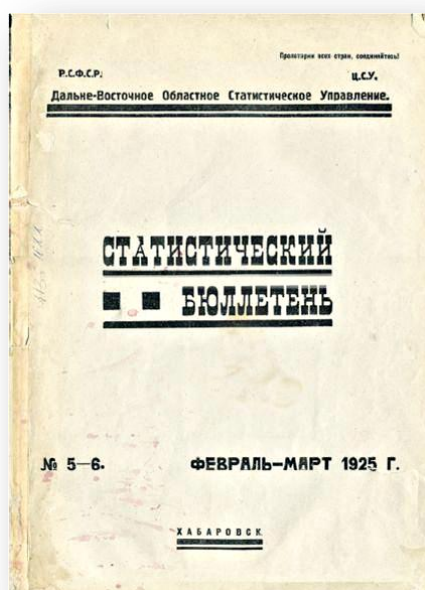 Пролетарии всех стран, соединяйтесь!
Р.С.Ф.С.Р.
Ц.С.У.
Дальне-Восточное Областное Статистическое Управление.
СТАТИСТИЧЕСКИЙ
БЮЛЛЕТЕНЬ
№ 5—6.
ФЕВРАЛЬ–МАРТ 1925 Г.
ХАБАРОВСК.